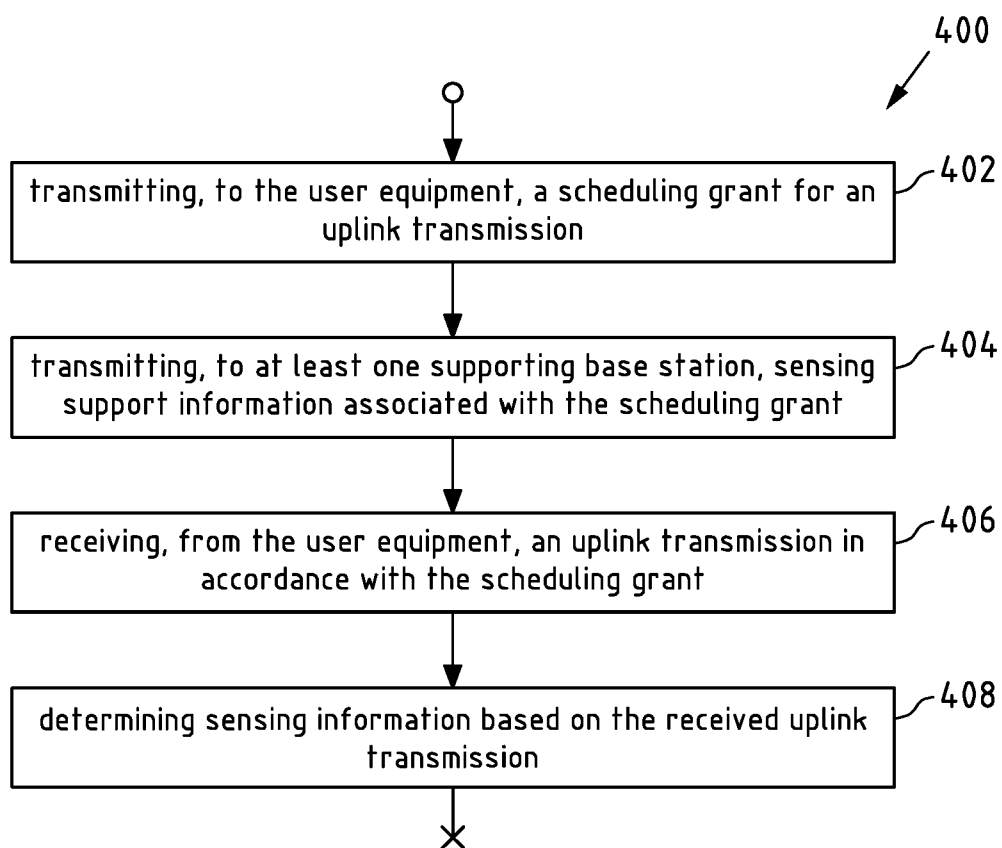 400
transmitting, to the user equipment, a scheduling grant for an
uplink transmission
402
transmitting, to at least one supporting base station, sensing
support information associated with the scheduling grant
404
receiving, from the user equipment, an uplink transmission in
accordance with the scheduling grant
406
determining sensing information based on the received uplink
transmission
408